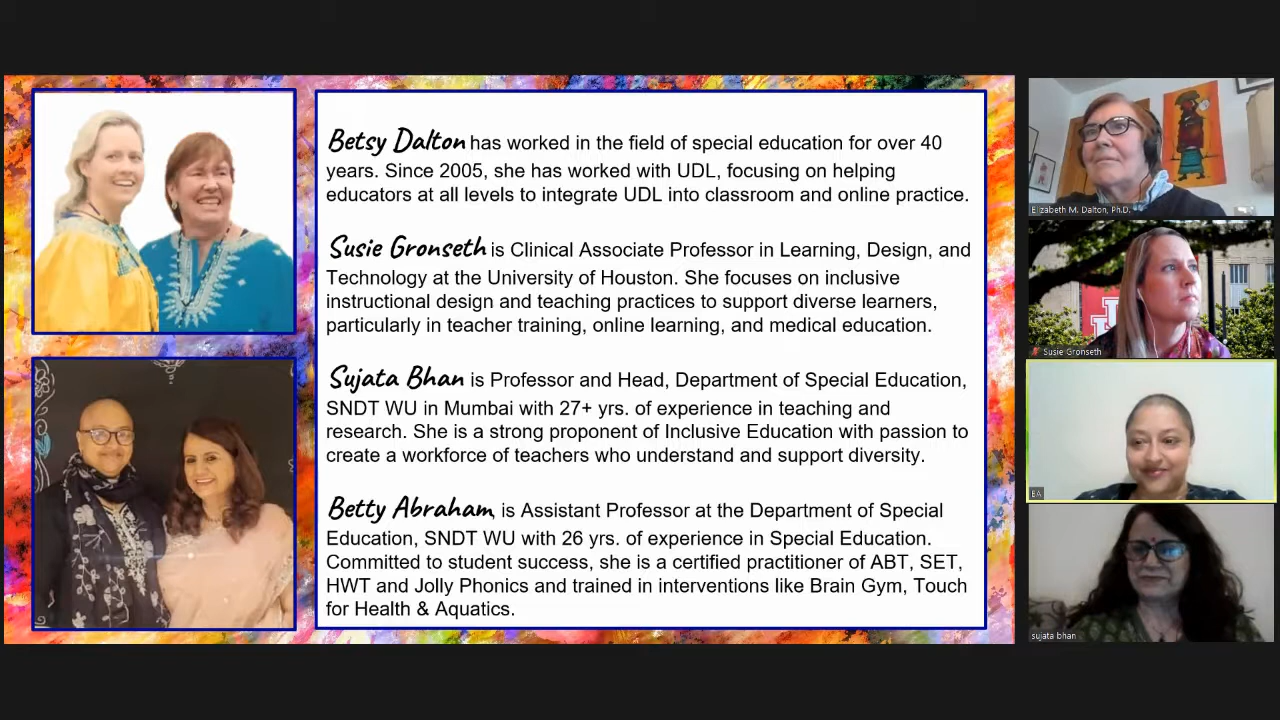 Betsy Dalton has worked in the field of special education for over 40
years. Since 2005, she has worked with UDL, focusing on helping
educators at all levels to integrate UDL into classroom and online practice.
Susie Gronseth is Clinical Associate Professor in Learning, Design, and
Technology at the University of Houston. She focuses on inclusive
instructional design and teaching practices to support diverse learners,
particularly in teacher training, online learning, and medical education.
Sujata Bhan is Professor and Head, Department of Special Education,
SNDT WU in Mumbai with 27+ yrs. of experience in teaching and
research. She is a strong proponent of Inclusive Education with passion to
create a workforce of teachers who understand and support diversity.
Betty Abraham, is Assistant Professor at the Department of Special
Education, SNDT WU with 26 yrs. of experience in Special Education.
Committed to student success, she is a certified practitioner of ABT, SET,
HWT and Jolly Phonics and trained in interventions like Brain Gym, Touch
for Health & Aquatics.
Elizabeth M. Dalton, Ph.D.
Susie Gronseth
BA
sujata bhan